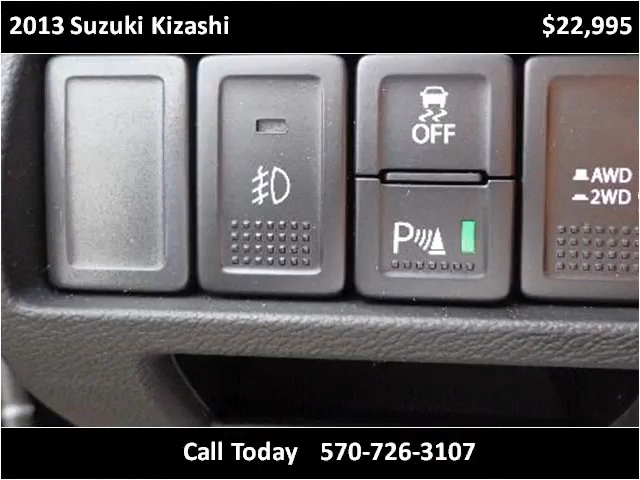 2013 Suzuki Kizashi $22,995
OFF
AWD
2WD
P
Call Today 570-726-3107